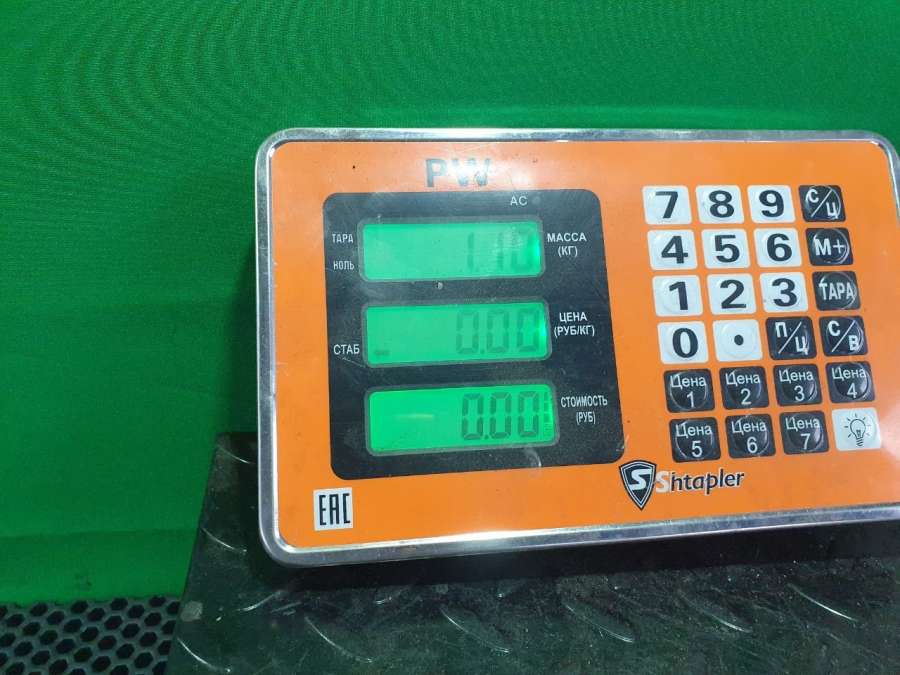 PW
AC
ТАРА
НОЛЬ
1.10
МАССА
(КГ)
ЦЕНА
(РУБ/КГ)
0.00
СТАБ
0.00
СТОИМОСТЬ
(РУБ)
7 8 9 С/Ц
4 5 6 М+
1 2 3 ТАРА
0 . П/Ц С/В
Цена 1 Цена 2 Цена 3 Цена 4
Цена 5 Цена 6 Цена 7
Shtapler
EAC